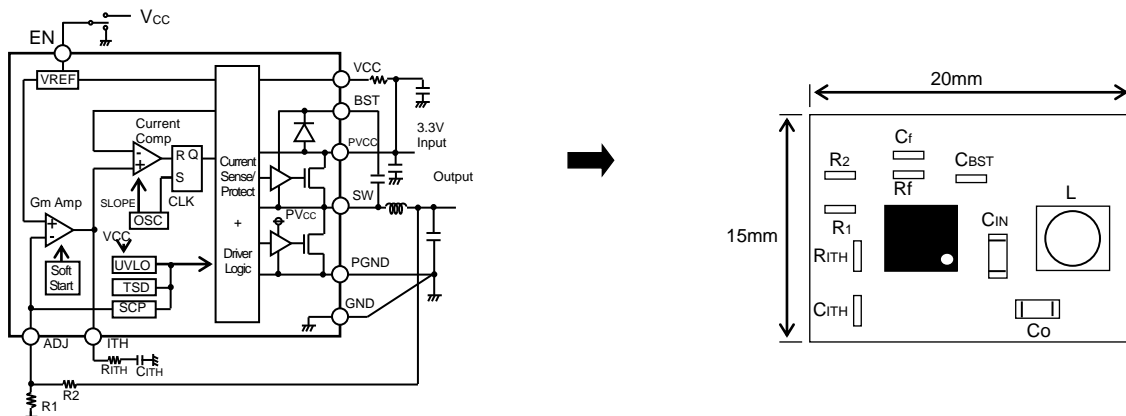 EN
VCC
VREF
VCC
BST
Current
Comp
-
+
R Q
S
CLK
SLOPE
OSC
Gm Amp
+
-
VCC
UVLO
TSD
SCP
Soft
Start
Current
Sense/
Protect
+
Driver
Logic
PVCC
3.3V
Input
PVCC
SW
Output
PGND
GND
ADJ
ITH
RITH
CITH
R2
R1
20mm
15mm
Cf
R2
Rf
CBST
R1
CIN
L
RITH
CITH
Co